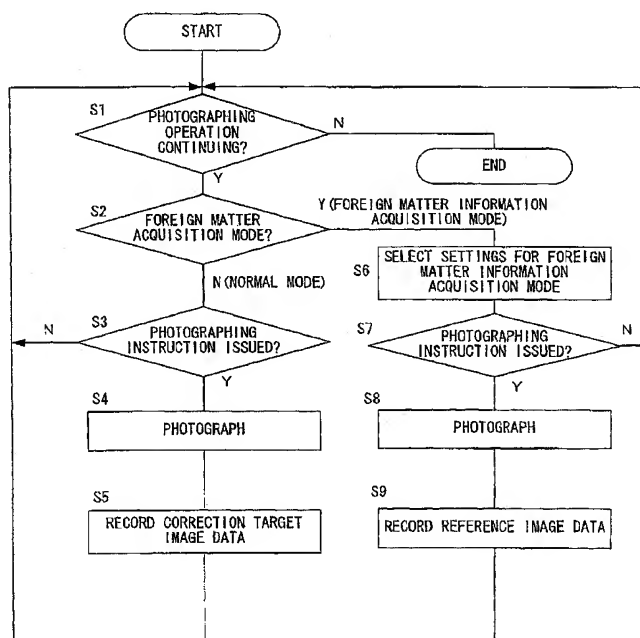 START
S1
PHOTOGRAPHING
OPERATION
CONTINUING?
N
END
Y
S2
FOREIGN MATTER
ACQUISITION MODE?
Y(FOREIGN MATTER INFORMATION
ACQUISITION MODE)
N(NORMAL MODE)
S6
SELECT SETTINGS FOR FOREIGN
MATTER INFORMATION
ACQUISITION MODE
N
S3
PHOTOGRAPHING
INSTRUCTION ISSUED?
Y
S7
PHOTOGRAPHING
INSTRUCTION ISSUED?
N
Y
S4
PHOTOGRAPH
S8
PHOTOGRAPH
S5
RECORD CORRECTION TARGET
IMAGE DATA
S9
RECORD REFERENCE IMAGE DATA